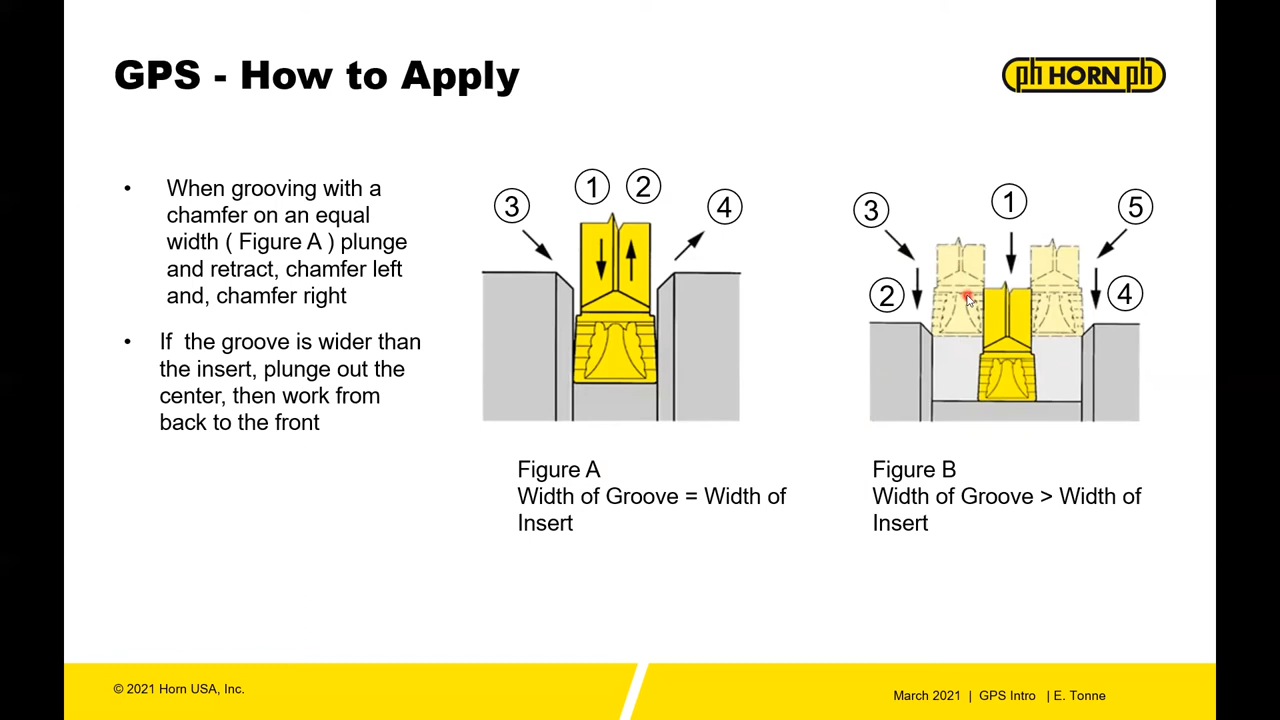 GPS - How to Apply
ph HORN ph
• When grooving with a
chamfer on an equal
width ( Figure A ) plunge
and retract, chamfer left
and, chamfer right
• If the groove is wider than
the insert, plunge out the
center, then work from
back to the front
3
1
2
4
Figure A
Width of Groove = Width of
Insert
3
1
5
2
4
Figure B
Width of Groove > Width of
Insert
© 2021 Horn USA, Inc.
March 2021 | GPS Intro | E. Tonne